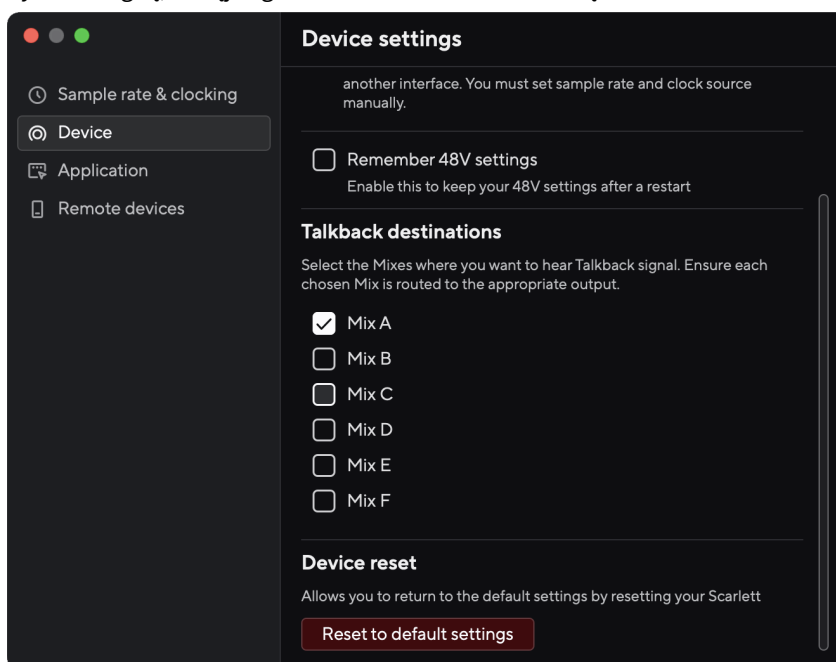 Device settings
Sample rate & clocking
Device
Application
Remote devices
another interface. You must set sample rate and clock source
manually.
Remember 48V settings
Enable this to keep your 48V settings after a restart
Talkback destinations
Select the Mixes where you want to hear Talkback signal. Ensure each
chosen Mix is routed to the appropriate output.
Mix A
Mix B
Mix C
Mix D
Mix E
Mix F
Device reset
Allows you to return to the default settings by resetting your Scarlett
Reset to default settings